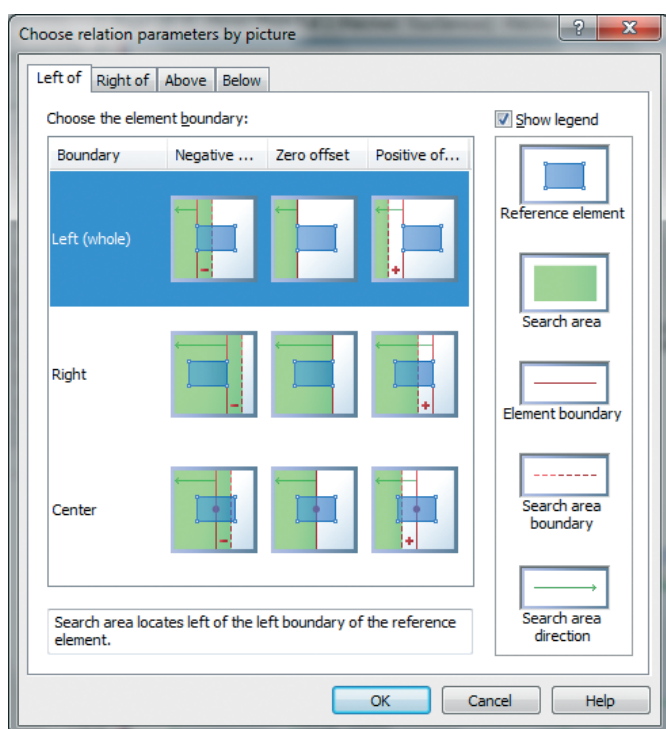 Choose relation parameters by picture
Left of Right of Above Below
Choose the element boundary:
Show legend
Boundary Negative ... Zero offset Positive of...
Left (whole)
Right
Center
Reference element
Search area
Element boundary
Search area
boundary
Search area
direction
Search area locates left of the left boundary of the reference
element.
OK Cancel Help